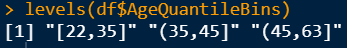 > levels(df$AgeQuantileBins)
[1] "[22,35]" "(35,45]" "(45,63]"